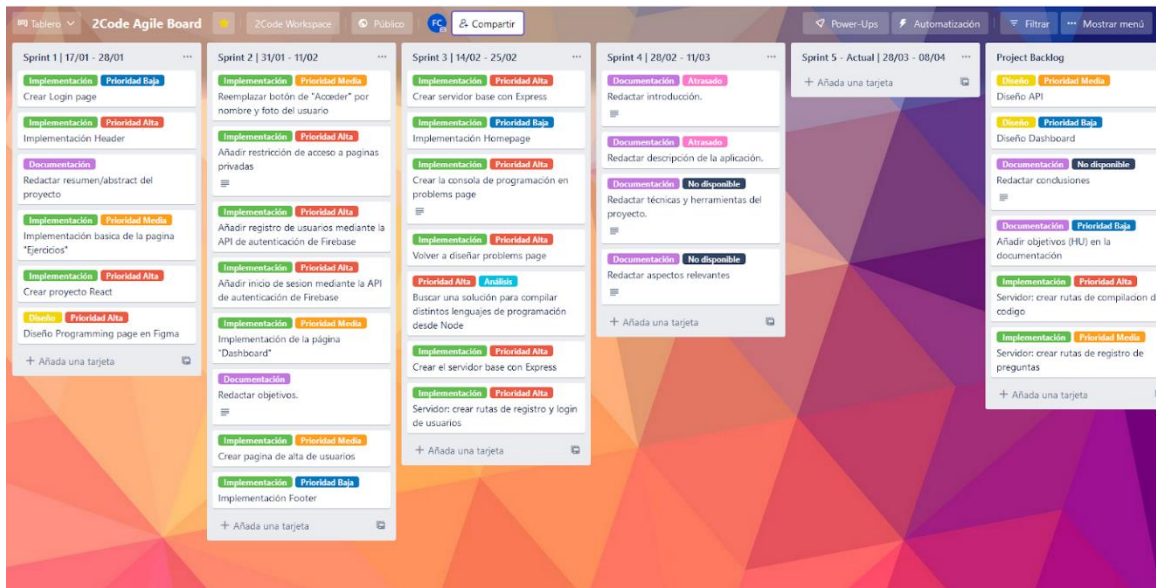 Tablero
2Code Agile Board
2Code Workspace
Público
FC
Compartir
Power-Ups
Automatización
Filtrar
Mostrar menú
Sprint 1 | 17/01 - 28/01
Implementación Prioridad Baja
Crear Login page
Implementación Prioridad Alta
Implementación Header
Documentación
Redactar resumen/abstract del
proyecto
Implementación Prioridad Media
Implementación basica de la pagina
"Ejercicios"
Implementación Prioridad Alta
Crear proyecto React
Diseño Prioridad Alta
Diseño Programming page en Figma
+ Añada una tarjeta
Sprint 2 | 31/01 - 11/02
Implementación Prioridad Media
Reemplazar botón de "Acceder" por
nombre y foto del usuario
Implementación Prioridad Alta
Añadir restricción de acceso a paginas
privadas
Implementación Prioridad Alta
Añadir registro de usuarios mediante la
API de autenticación de Firebase
Implementación Prioridad Alta
Añadir inicio de sesion mediante la API
de autenticación de Firebase
Implementación Prioridad Media
Implementación de la página
"Dashboard"
Documentación
Redactar objetivos.
Implementación Prioridad Media
Crear pagina de alta de usuarios
Implementación Prioridad Baja
Implementación Footer
+ Añada una tarjeta
Sprint 3 | 14/02 - 25/02
Implementación Prioridad Alta
Crear servidor base con Express
Implementación Prioridad Baja
Implementación Homepage
Implementación Prioridad Alta
Crear la consola de programación en
problems page
Implementación Prioridad Alta
Volver a diseñar problems page
Prioridad Alta Análisis
Buscar una solución para compilar
distintos lenguajes de programación
desde Node
Implementación Prioridad Alta
Crear el servidor base con Express
Implementación Prioridad Alta
Servidor: crear rutas de registro y login
de usuarios
+ Añada una tarjeta
Sprint 4 | 28/02 - 11/03
Documentación Atrasado
Redactar introducción.
Documentación Atrasado
Redactar descripción de la aplicación.
Documentación No disponible
Redactar técnicas y herramientas del
proyecto.
Documentación No disponible
Redactar aspectos relevantes
+ Añada una tarjeta
Sprint 5 - Actual | 28/03 - 08/04
+ Añada una tarjeta
Project Backlog
Diseño Prioridad Media
Diseño API
Diseño Prioridad Baja
Diseño Dashboard
Documentación No disponible
Redactar conclusiones
Documentación Prioridad Baja
Añadir objetivos (HU) en la
documentación
Implementación Prioridad Alta
Servidor: crear rutas de compilacion d
codigo
Implementación Prioridad Media
Servidor: crear rutas de registro de
preguntas
+ Añada una tarjeta